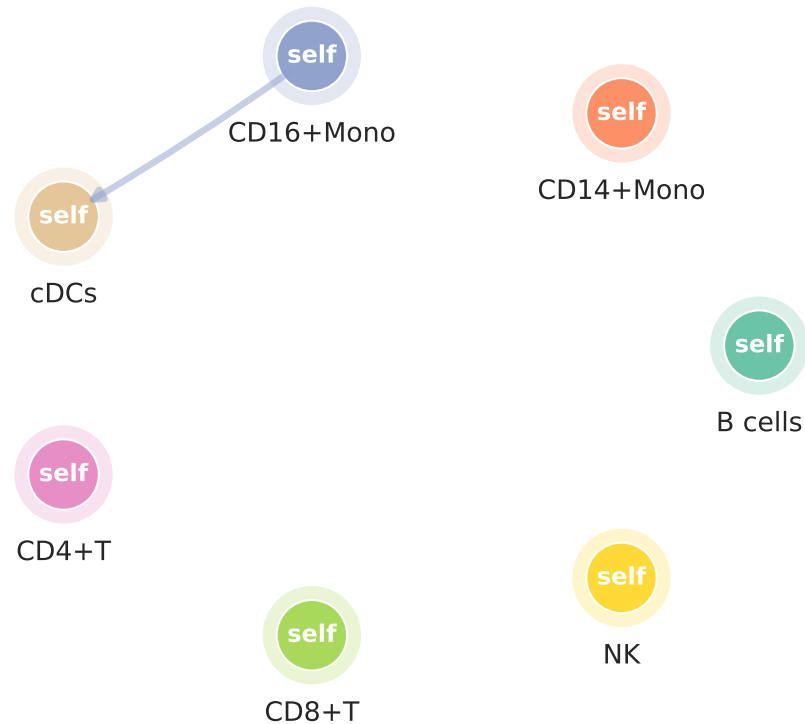 self
CD16+Mono
self
CD14+Mono
self
cDCs
self
B cells
self
CD4+T
self
NK
self
CD8+T